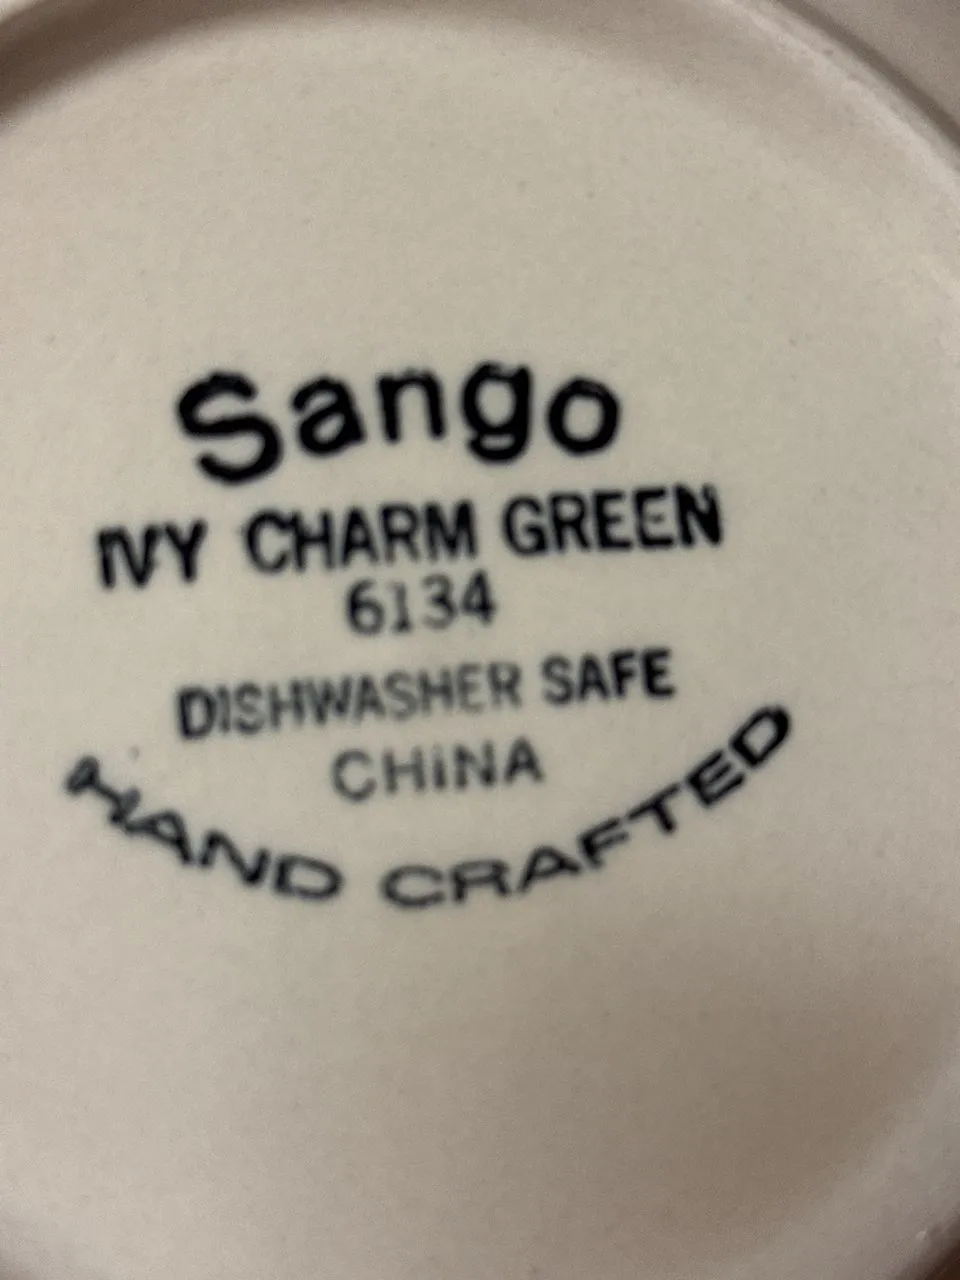 Sango
IVY CHARM GREEN
6134
DISHWASHER SAFE
CHINA
HAND CRAFTED